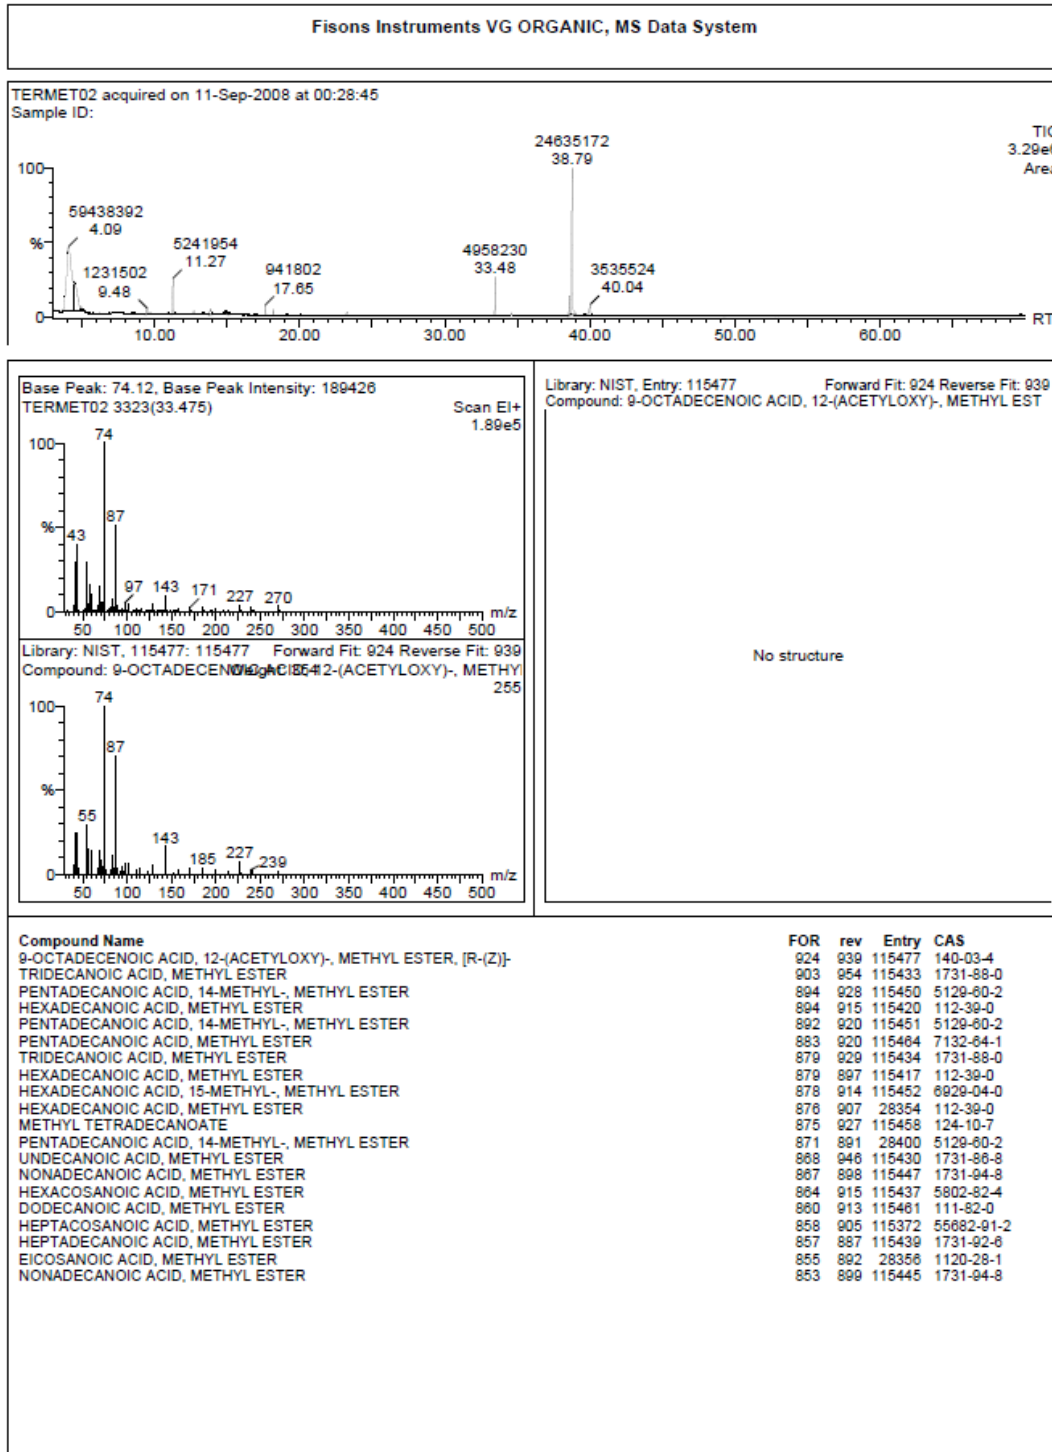 Fisons Instruments VG ORGANIC, MS Data System
TERMET02 acquired on 11-Sep-2008 at 00:28:45
Sample ID:
TIC
3.29e6
Area
24635172
38.79
100
%
0
59438392
4.09
1231502
9.48
5241954
11.27
941802
17.65
4958230
33.48
3535524
40.04
RT
10.00 20.00 30.00 40.00 50.00 60.00
Base Peak: 74.12, Base Peak Intensity: 189426
TERMET02 3323(33.475) Scan EI+
1.89e5
100
%
0
74
87
43
97 143 171 227 270
m/z
50 100 150 200 250 300 350 400 450 500
Library: NIST, 115477: 115477 Forward Fit: 924 Reverse Fit: 939
Compound: 9-OCTADECENOIC ACID, 12-(ACETYLOXY)-, METHYL
255
100
%
0
74
87
55
143
185 227 239
m/z
50 100 150 200 250 300 350 400 450 500
Library: NIST, Entry: 115477 Forward Fit: 924 Reverse Fit: 939
Compound: 9-OCTADECENOIC ACID, 12-(ACETYLOXY)-, METHYL EST
No structure
Compound Name FOR rev Entry CAS
9-OCTADECENOIC ACID, 12-(ACETYLOXY)-, METHYL ESTER, [R-(Z)]- 924 939 115477 140-03-4
TRIDECANOIC ACID, METHYL ESTER 903 954 115433 1731-88-0
PENTADECANOIC ACID, 14-METHYL-, METHYL ESTER 894 928 115450 5129-60-2
HEXADECANOIC ACID, METHYL ESTER 894 915 115420 112-39-0
PENTADECANOIC ACID, 14-METHYL-, METHYL ESTER 892 920 115451 5129-60-2
PENTADECANOIC ACID, METHYL ESTER 883 920 115464 7132-64-1
TRIDECANOIC ACID, METHYL ESTER 879 929 115434 1731-88-0
HEXADECANOIC ACID, METHYL ESTER 879 897 115417 112-39-0
HEXADECANOIC ACID, 15-METHYL-, METHYL ESTER 878 914 115452 6929-04-0
HEXADECANOIC ACID, METHYL ESTER 876 907 28354 112-39-0
METHYL TETRADECANOATE 875 927 115458 124-10-7
PENTADECANOIC ACID, 14-METHYL-, METHYL ESTER 871 891 28400 5129-60-2
UNDECANOIC ACID, METHYL ESTER 868 946 115430 1731-86-8
NONADECANOIC ACID, METHYL ESTER 867 898 115447 1731-94-8
HEXACOSANOIC ACID, METHYL ESTER 864 915 115437 5802-82-4
DODECANOIC ACID, METHYL ESTER 860 913 115461 111-82-0
HEPTACOSANOIC ACID, METHYL ESTER 858 905 115372 55682-91-2
HEPTADECANOIC ACID, METHYL ESTER 857 887 115439 1731-92-6
EICOSANOIC ACID, METHYL ESTER 855 892 28356 1120-28-1
NONADECANOIC ACID, METHYL ESTER 853 899 115445 1731-94-8